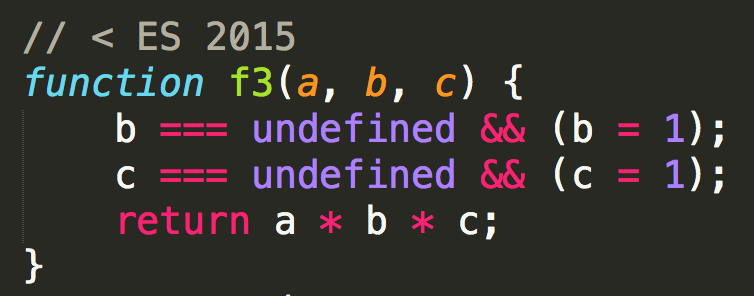 // < ES 2015
function f3(a, b, c) {
    b === undefined && (b = 1);
    c === undefined && (c = 1);
    return a * b * c;
}